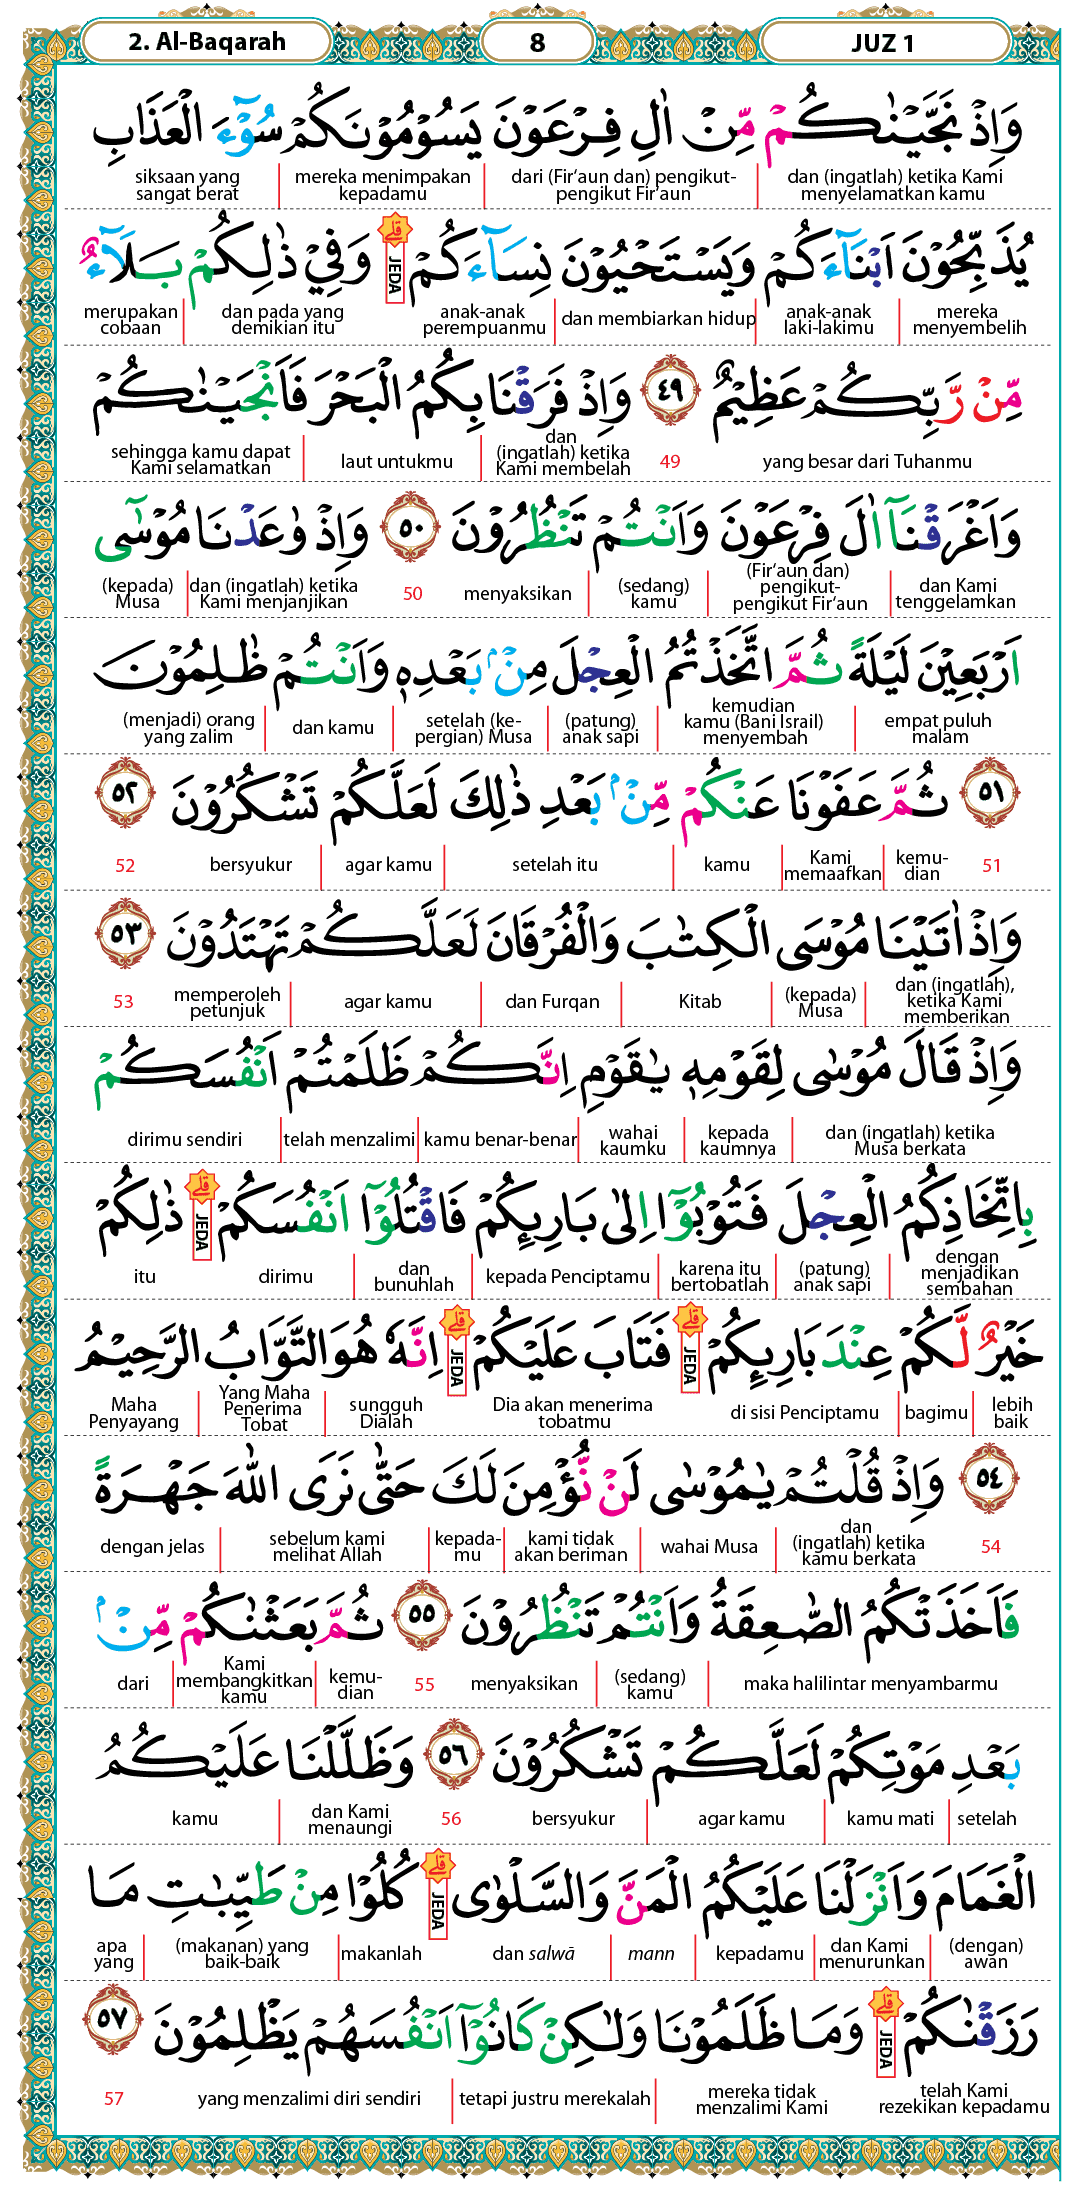 2. Al-Baqarah 8 JUZ 1
وَاِذْ نَجَّيْنٰكُمْ مِّنْ اٰلِ فِرْعَوْنَ يَسُوْمُوْنَكُمْ سُوْۤءَ الْعَذَابِ
dan (ingatlah) ketika Kami menyelamatkan kamu dari (Fir‘aun dan) pengikut-pengikut Fir‘aun mereka menimpakan kepadamu siksaan yang sangat berat
يُذَبِّحُوْنَ اَبْنَاۤءَكُمْ وَيَسْتَحْيُوْنَ نِسَاۤءَكُمْ ۗ JEDA وَفِيْ ذٰلِكُمْ بَلَاۤءٌ
mereka menyembelih anak-anak laki-lakimu dan membiarkan hidup anak-anak perempuanmu dan pada yang demikian itu merupakan cobaan
مِّنْ رَّبِّكُمْ عَظِيْمٌ ٤٩ وَاِذْ فَرَقْنَا بِكُمُ الْبَحْرَ فَاَنْجَيْنٰكُمْ
yang besar dari Tuhanmu 49 dan (ingatlah) ketika Kami membelah laut untukmu sehingga kamu dapat Kami selamatkan
وَاَغْرَقْنَآ اٰلَ فِرْعَوْنَ وَاَنْتُمْ تَنْظُرُوْنَ ٥٠ وَاِذْ وٰعَدْنَا مُوْسٰٓى
dan Kami tenggelamkan (Fir‘aun dan) pengikut-pengikut Fir‘aun (sedang) kamu menyaksikan 50 dan (ingatlah) ketika Kami menjanjikan (kepada) Musa
اَرْبَعِيْنَ لَيْلَةً ثُمَّ اتَّخَذْتُمُ الْعِجْلَ مِنْۢ بَعْدِهٖ وَاَنْتُمْ ظٰلِمُوْنَ
empat puluh malam kemudian kamu (Bani Israil) menyembah (patung) anak sapi setelah (ke-pergian) Musa dan kamu (menjadi) orang yang zalim
٥١ ثُمَّ عَفَوْنَا عَنْكُمْ مِّنْۢ بَعْدِ ذٰلِكَ لَعَلَّكُمْ تَشْكُرُوْنَ ٥٢
51 kemu-dian Kami memaafkan kamu setelah itu agar kamu bersyukur 52
وَاِذْ اٰتَيْنَا مُوْسَى الْكِتٰبَ وَالْفُرْقَانَ لَعَلَّكُمْ تَهْتَدُوْنَ ٥٣
dan (ingatlah), ketika Kami memberikan (kepada) Musa Kitab dan Furqan agar kamu memperoleh petunjuk 53
وَاِذْ قَالَ مُوْسٰى لِقَوْمِهٖ يٰقَوْمِ اِنَّكُمْ ظَلَمْتُمْ اَنْفُسَكُمْ
dan (ingatlah) ketika Musa berkata kepada kaumnya wahai kaumku kamu benar-benar telah menzalimi dirimu sendiri
بِاتِّخَاذِكُمُ الْعِجْلَ فَتُوْبُوْٓا اِلٰى بَارِىِٕكُمْ فَاقْتُلُوْٓا اَنْفُسَكُمْ ۗ JEDA ذٰلِكُمْ
dengan menjadikan sembahan (patung) anak sapi karena itu bertobatlah kepada Penciptamu dan bunuhlah dirimu itu
خَيْرٌ لَّكُمْ عِنْدَ بَارِىِٕكُمْ ۗ JEDA فَتَابَ عَلَيْكُمْ ۗ JEDA اِنَّهٗ هُوَ التَّوَّابُ الرَّحِيْمُ
lebih baik bagimu di sisi Penciptamu Dia akan menerima tobatmu sungguh Dialah Yang Maha Penerima Tobat Maha Penyayang
٥٤ وَاِذْ قُلْتُمْ يٰمُوْسٰى لَنْ نُّؤْمِنَ لَكَ حَتّٰى نَرَى اللّٰهَ جَهْرَةً
54 dan (ingatlah) ketika kamu berkata wahai Musa kami tidak akan beriman kepada-mu sebelum kami melihat Allah dengan jelas
فَاَخَذَتْكُمُ الصّٰعِقَةُ وَاَنْتُمْ تَنْظُرُوْنَ ٥٥ ثُمَّ بَعَثْنٰكُمْ مِّنْۢ
maka halilintar menyambarmu (sedang) kamu menyaksikan 55 kemu-dian Kami membangkitkan kamu dari
بَعْدِ مَوْتِكُمْ لَعَلَّكُمْ تَشْكُرُوْنَ ٥٦ وَظَلَّلْنَا عَلَيْكُمُ
setelah kamu mati agar kamu bersyukur 56 dan Kami menaungi kamu
الْغَمَامَ وَاَنْزَلْنَا عَلَيْكُمُ الْمَنَّ وَالسَّلْوٰى ۗ JEDA كُلُوْا مِنْ طَيِّبٰتِ مَا
(dengan) awan dan Kami menurunkan kepadamu mann dan salwā makanlah (makanan) yang baik-baik apa yang
رَزَقْنٰكُمْ ۗ JEDA وَمَا ظَلَمُوْنَا وَلٰكِنْ كَانُوْٓا اَنْفُسَهُمْ يَظْلِمُوْنَ ٥٧
telah Kami rezekikan kepadamu mereka tidak menzalimi Kami tetapi justru merekalah yang menzalimi diri sendiri 57